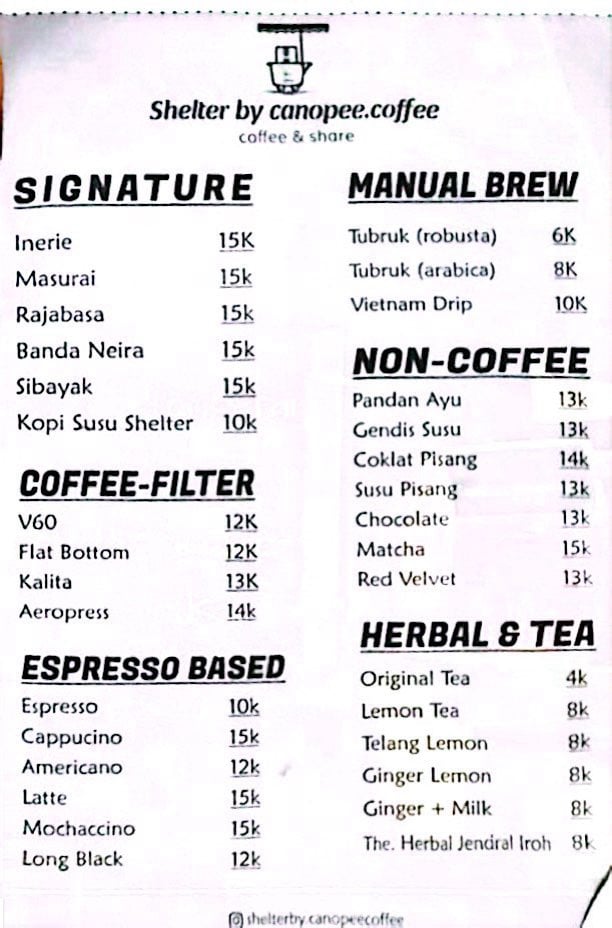 Shelter by canopee.coffee
coffee & share
SIGNATURE
Inerie 15K
Masurai 15k
Rajabasa 15k
Banda Neira 15k
Sibayak 15k
Kopi Susu Shelter 10k
COFFEE-FILTER
V60 12K
Flat Bottom 12K
Kalita 13K
Aeropress 14k
ESPRESSO BASED
Espresso 10k
Cappucino 15k
Americano 12k
Latte 15k
Mochaccino 15k
Long Black 12k
MANUAL BREW
Tubruk (robusta) 6K
Tubruk (arabica) 8K
Vietnam Drip 10K
NON-COFFEE
Pandan Ayu 13k
Gendis Susu 13k
Coklat Pisang 14k
Susu Pisang 13k
Chocolate 13k
Matcha 15k
Red Velvet 13k
HERBAL & TEA
Original Tea 4k
Lemon Tea 8k
Telang Lemon 8k
Ginger Lemon 8k
Ginger + Milk 8k
The. Herbal Jendral Iroh 8k
shelterby canopeecoffee